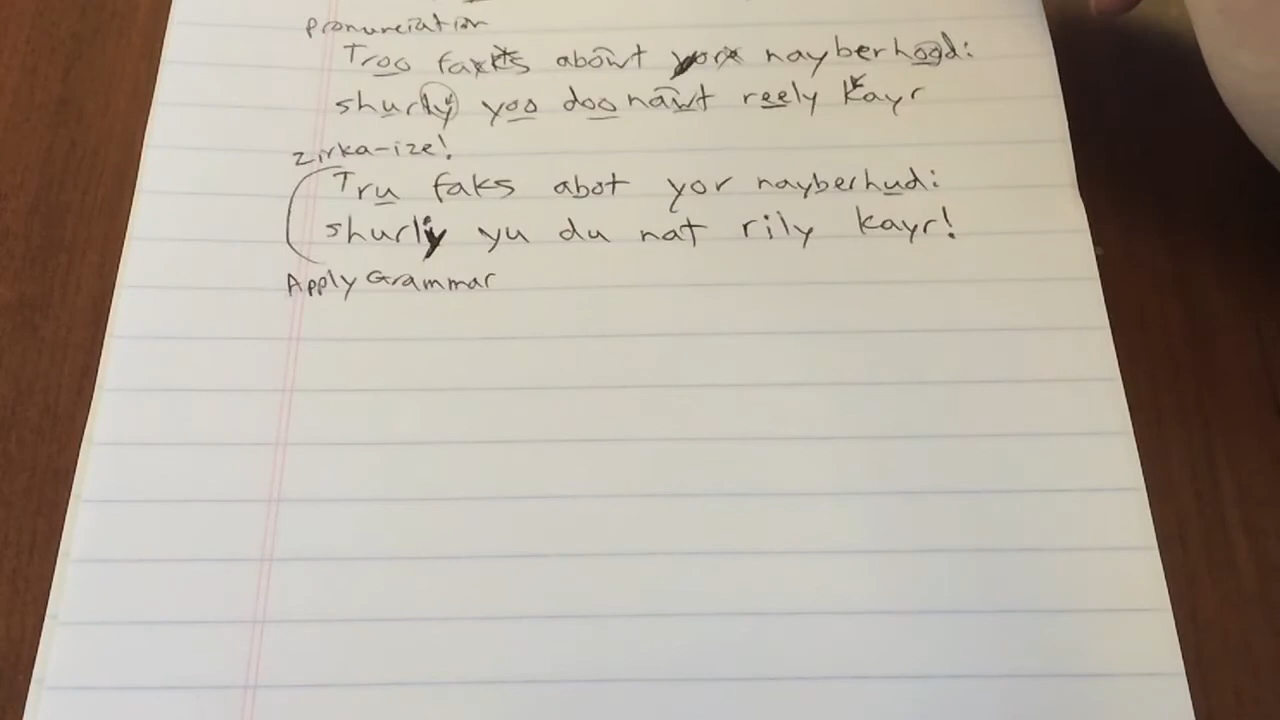 Pronunciation
Troo fakts about yor nayberhood:
shurly yoo doo nawt reely kayr
Zirka-ize!
Tru faks abot yor nayberhud:
shurly yu du nat rily kayr!
Apply Grammar